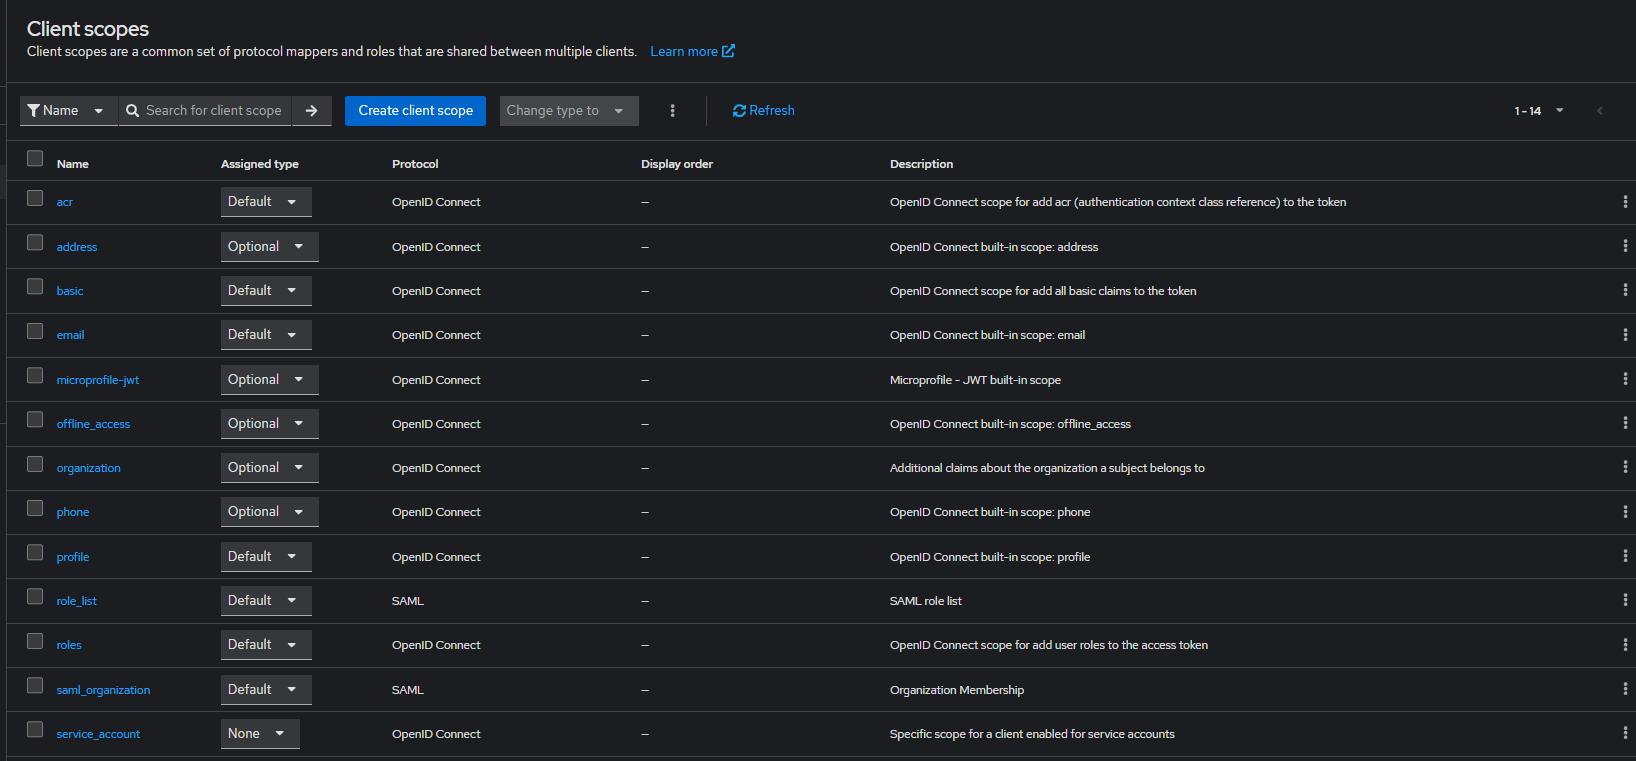 Client scopes
Client scopes are a common set of protocol mappers and roles that are shared between multiple clients. Learn more
Name Search for client scope Create client scope Change type to Refresh 1 - 14
Name Assigned type Protocol Display order Description
acr Default OpenID Connect – OpenID Connect scope for add acr (authentication context class reference) to the token
address Optional OpenID Connect – OpenID Connect built-in scope: address
basic Default OpenID Connect – OpenID Connect scope for add all basic claims to the token
email Default OpenID Connect – OpenID Connect built-in scope: email
microprofile-jwt Optional OpenID Connect – Microprofile - JWT built-in scope
offline_access Optional OpenID Connect – OpenID Connect built-in scope: offline_access
organization Optional OpenID Connect – Additional claims about the organization a subject belongs to
phone Optional OpenID Connect – OpenID Connect built-in scope: phone
profile Default OpenID Connect – OpenID Connect built-in scope: profile
role_list Default SAML – SAML role list
roles Default OpenID Connect – OpenID Connect scope for add user roles to the access token
saml_organization Default SAML – Organization Membership
service_account None OpenID Connect – Specific scope for a client enabled for service accounts